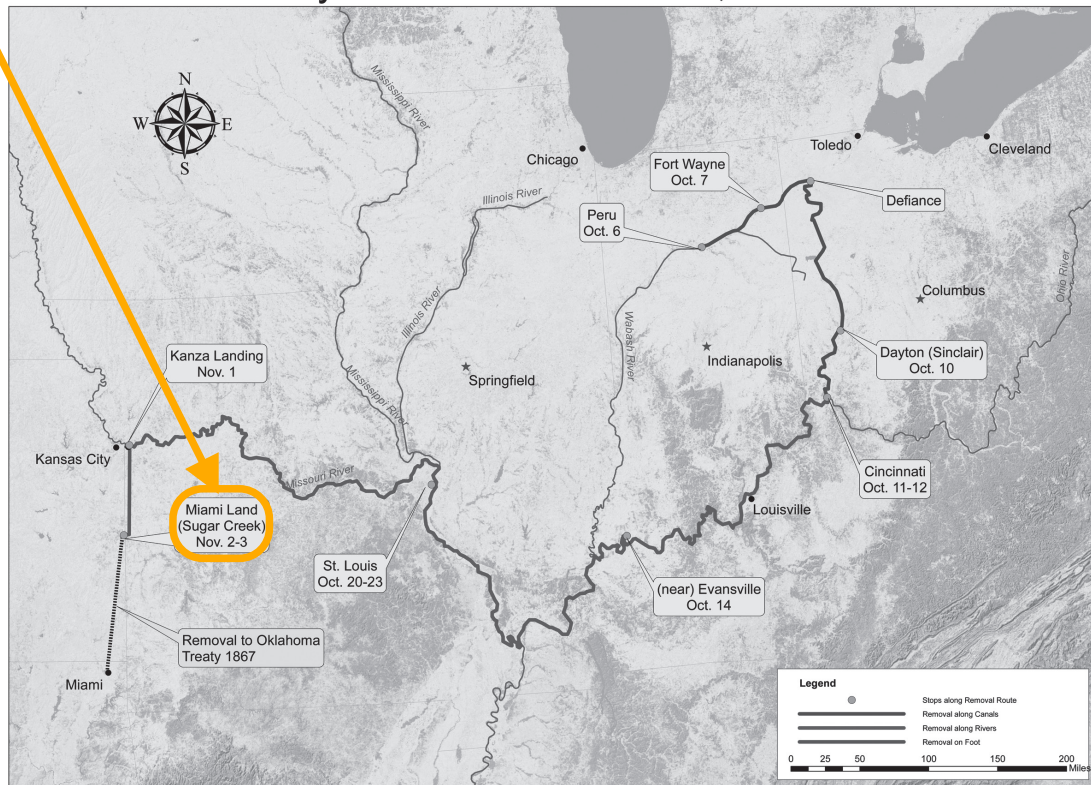 Mississippi River
N
W
E
S
Chicago
Toledo
Cleveland
Fort Wayne
Oct. 7
Defiance
Peru
Oct. 6
Illinois River
Illinois River
Columbus
Ohio River
Wabash River
Indianapolis
Dayton (Sinclair)
Oct. 10
Kanza Landing
Nov. 1
Springfield
Mississippi River
Kansas City
Missouri River
Cincinnati
Oct. 11-12
Miami Land
(Sugar Creek)
Nov. 2-3
Louisville
St. Louis
Oct. 20-23
(near) Evansville
Oct. 14
Removal to Oklahoma
Treaty 1867
Miami
Legend
Stops along Removal Route
Removal along Canals
Removal along Rivers
Removal on Foot
0 25 50 100 150 200
Miles